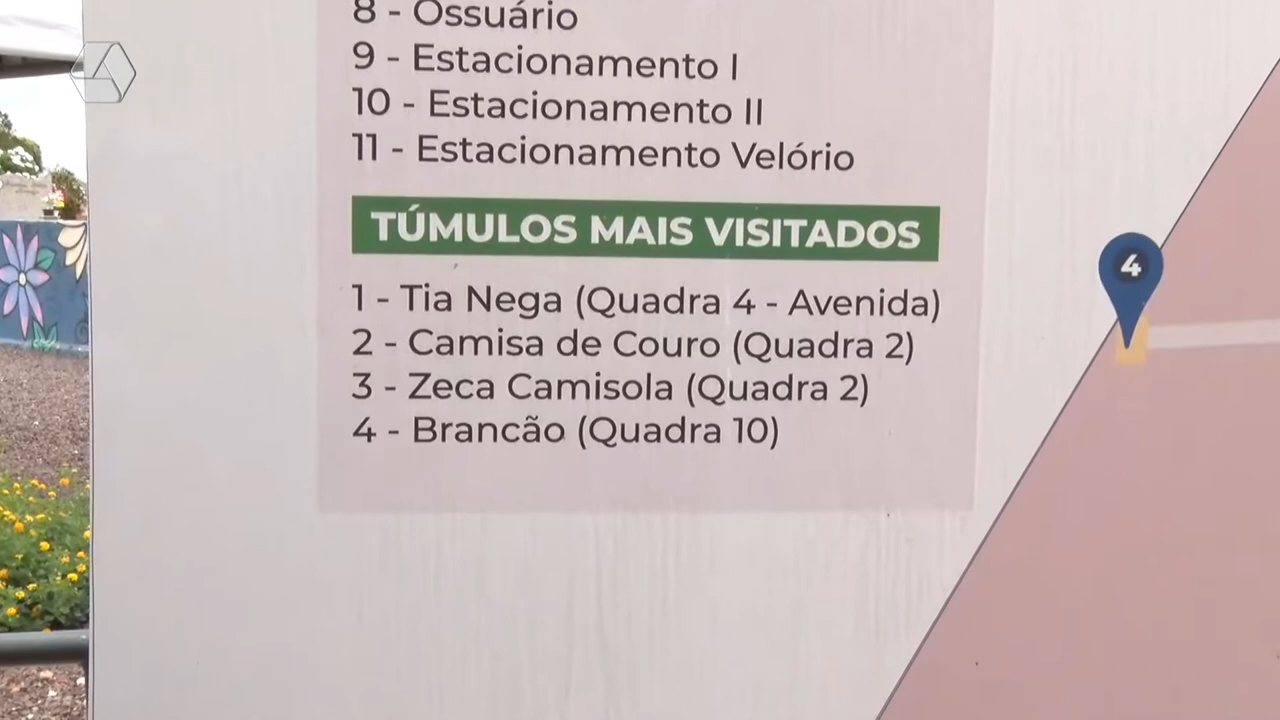 8 - Ossuário
9 - Estacionamento I
10 - Estacionamento II
11 - Estacionamento Velório
TÚMULOS MAIS VISITADOS
1 - Tia Nega (Quadra 4 - Avenida)
2 - Camisa de Couro (Quadra 2)
3 - Zeca Camisola (Quadra 2)
4 - Brancão (Quadra 10)
4